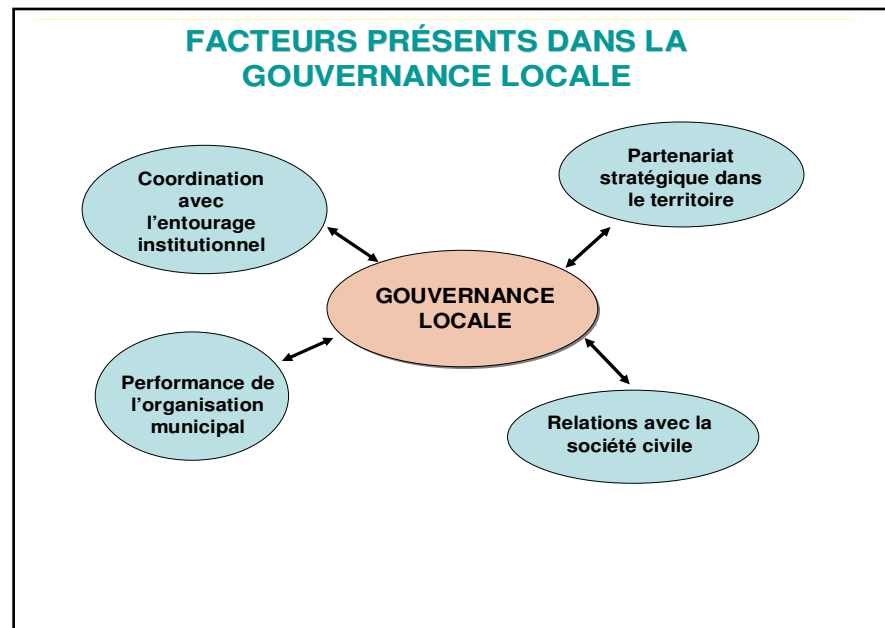 FACTEURS PRÉSENTS DANS LA
GOUVERNANCE LOCALE
Coordination
avec
l'entourage
institutionnel
Partenariat
stratégique dans
le territoire
GOUVERNANCE
LOCALE
Performance de
l'organisation
municipal
Relations avec la
société civile